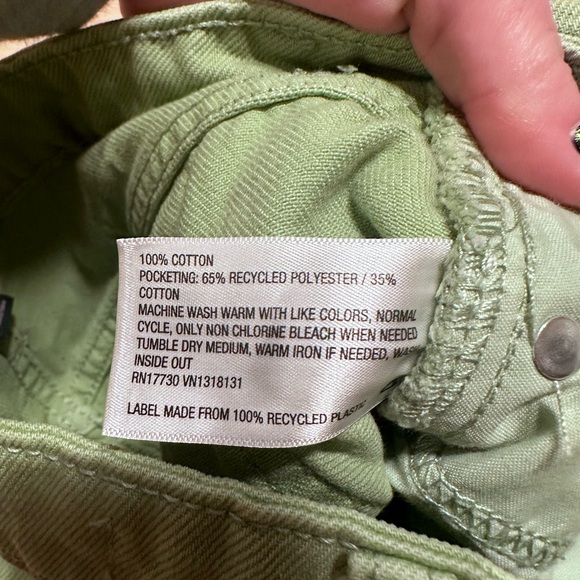 100% COTTON
POCKETING: 65% RECYCLED POLYESTER / 35%
COTTON
MACHINE WASH WARM WITH LIKE COLORS, NORMAL
CYCLE, ONLY NON CHLORINE BLEACH WHEN NEEDED
TUMBLE DRY MEDIUM, WARM IRON IF NEEDED, WASH
INSIDE OUT
RN17730 VN1318131
LABEL MADE FROM 100% RECYCLED PLASTIC